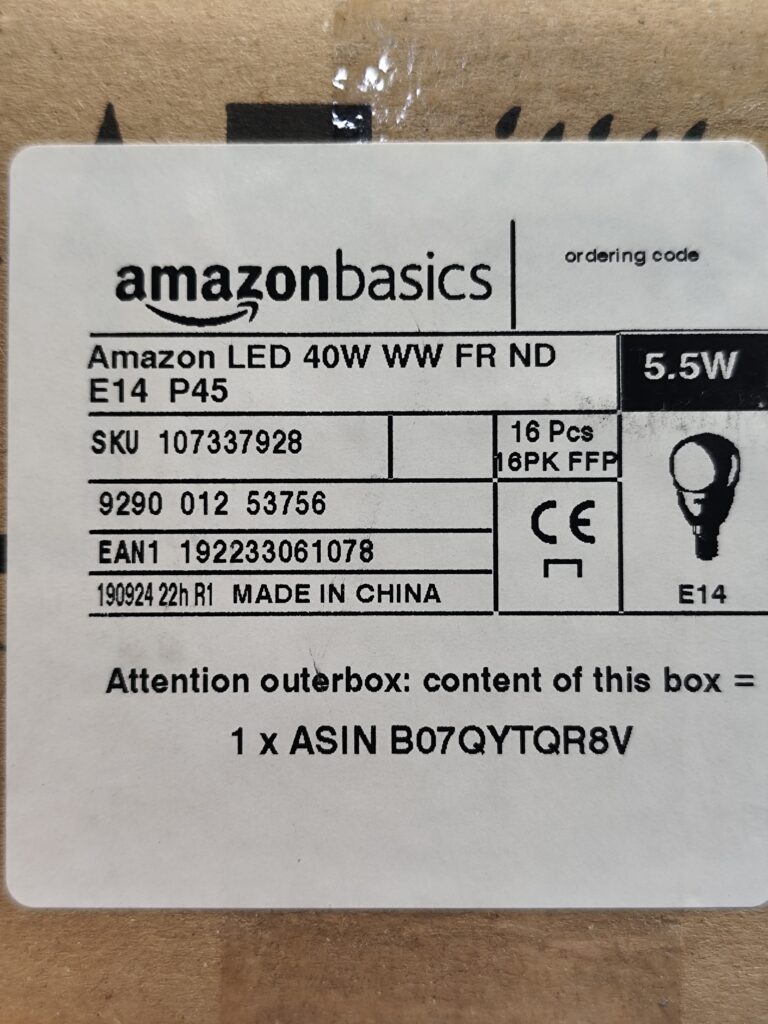 amazonbasics
ordering code
Amazon LED 40W WW FR ND
E14 P45
5.5W
SKU 107337928
16 Pcs
16PK FFP
9290 012 53756
CE
EAN1 192233061078
190924 22h R1 MADE IN CHINA
E14
Attention outerbox: content of this box =
1 x ASIN B07QYTQR8V